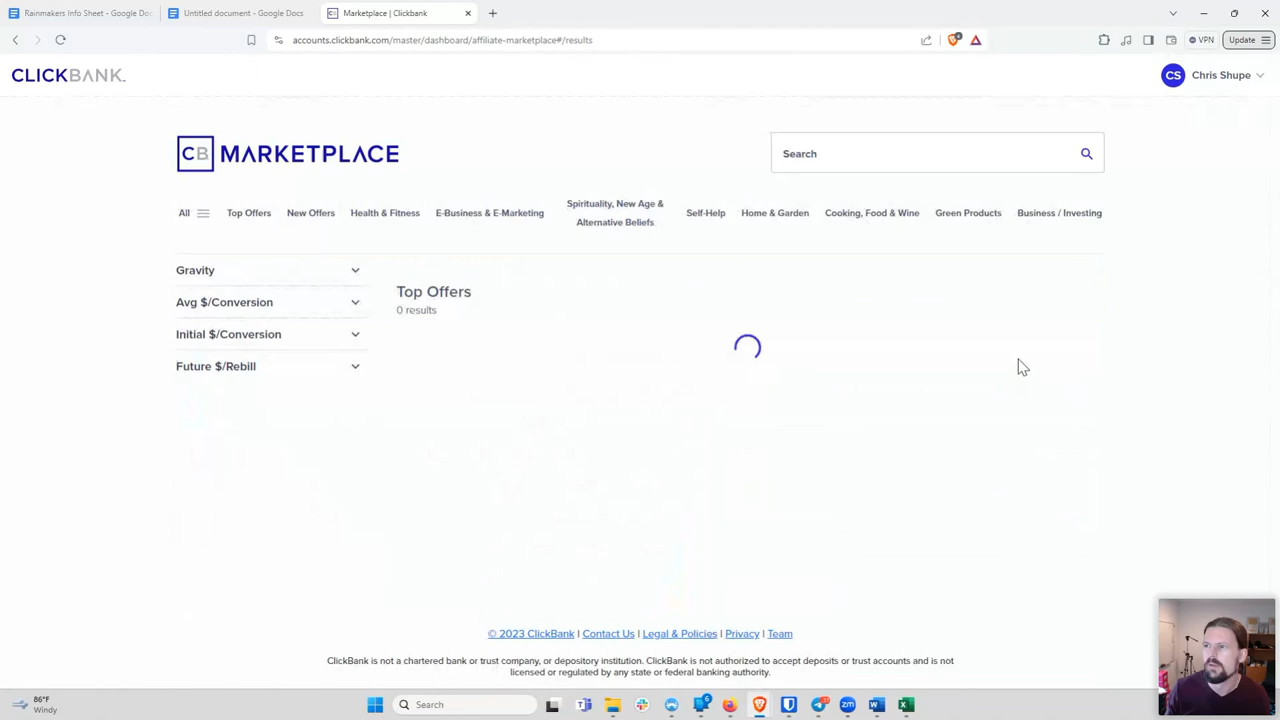 Rainmakers Info Sheet - Google Doc
Untitled document - Google Docs
Marketplace | Clickbank
accounts.clickbank.com/master/dashboard/affiliate-marketplace#/results
VPN
Update
CLICKBANK.
CS
Chris Shupe
CB MARKETPLACE
Search
All
Top Offers
New Offers
Health & Fitness
E-Business & E-Marketing
Spirituality, New Age &
Alternative Beliefs
Self-Help
Home & Garden
Cooking, Food & Wine
Green Products
Business / Investing
Gravity
Avg $/Conversion
Initial $/Conversion
Future $/Rebill
Top Offers
0 results
© 2023 ClickBank | Contact Us | Legal & Policies | Privacy | Team
ClickBank is not a chartered bank or trust company, or depository institution. ClickBank is not authorized to accept deposits or trust accounts and is not
licensed or regulated by any state or federal banking authority.
86°F
Windy
Search